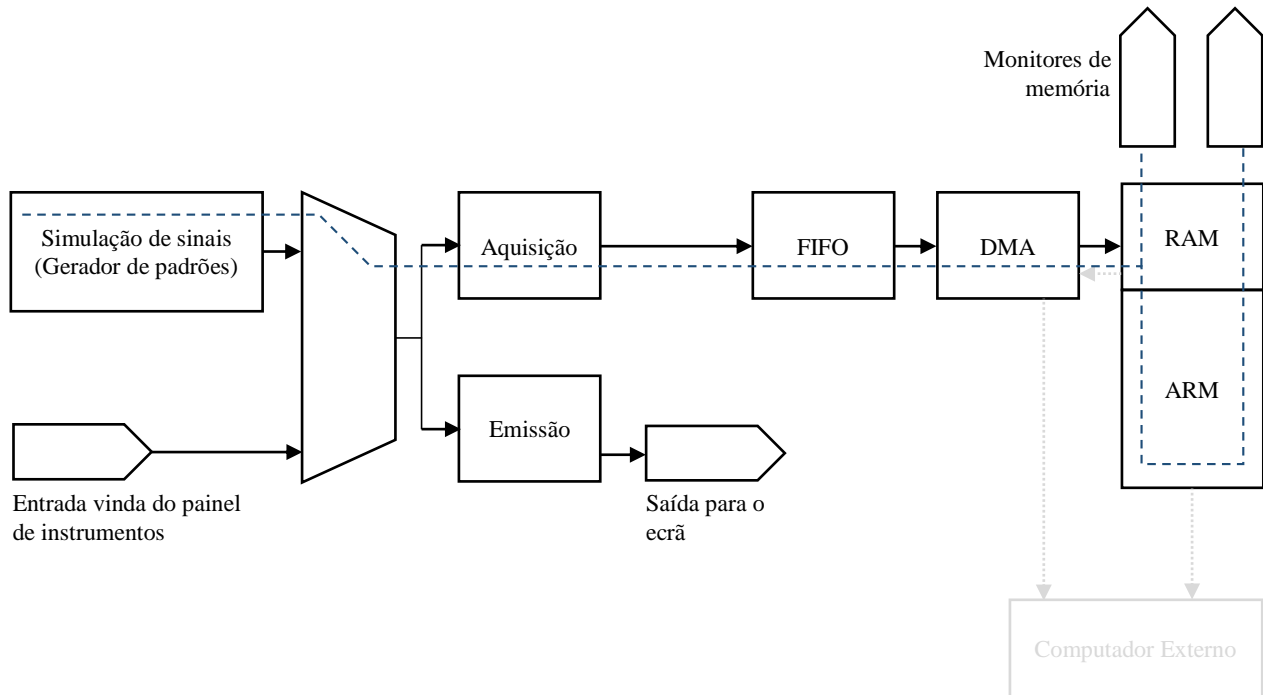 Monitores de
memória
Simulação de sinais
(Gerador de padrões)
Aquisição
FIFO
DMA
RAM
ARM
Emissão
Entrada vinda do painel
de instrumentos
Saída para o
ecrã
Computador Externo